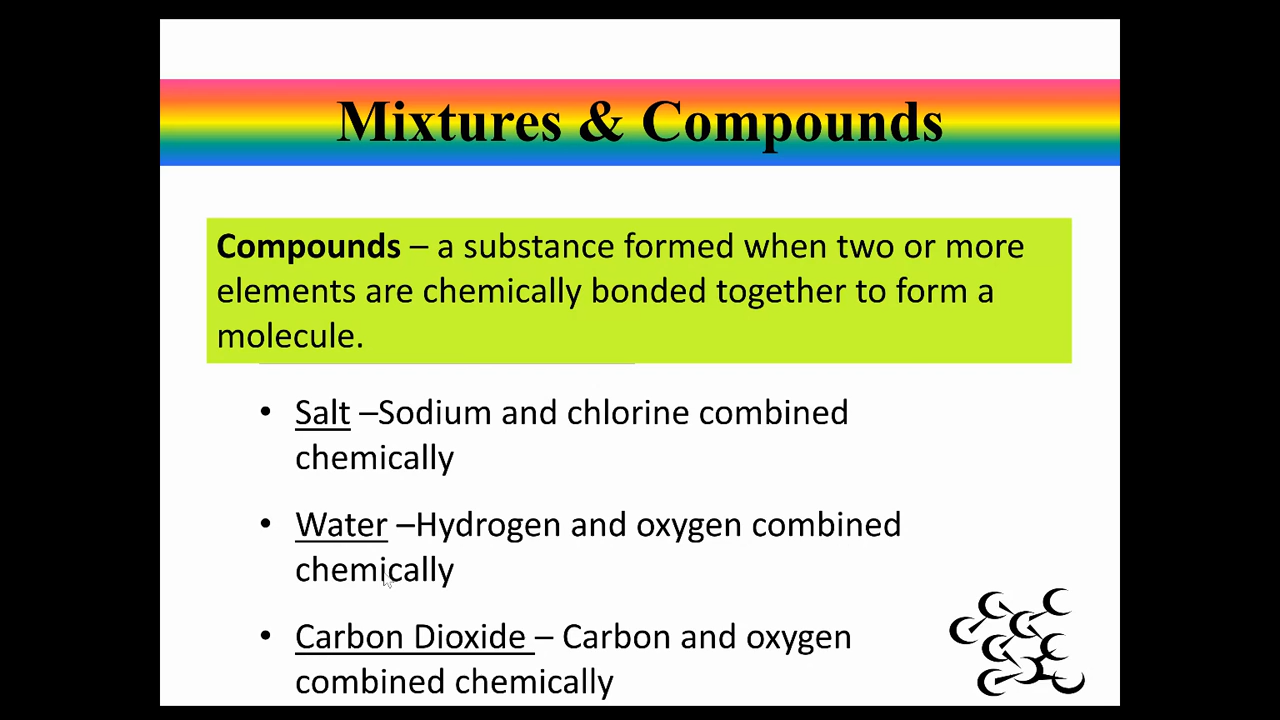 Mixtures & Compounds
Compounds – a substance formed when two or more
elements are chemically bonded together to form a
molecule.
• Salt –Sodium and chlorine combined
chemically
• Water –Hydrogen and oxygen combined
chemically
• Carbon Dioxide – Carbon and oxygen
combined chemically